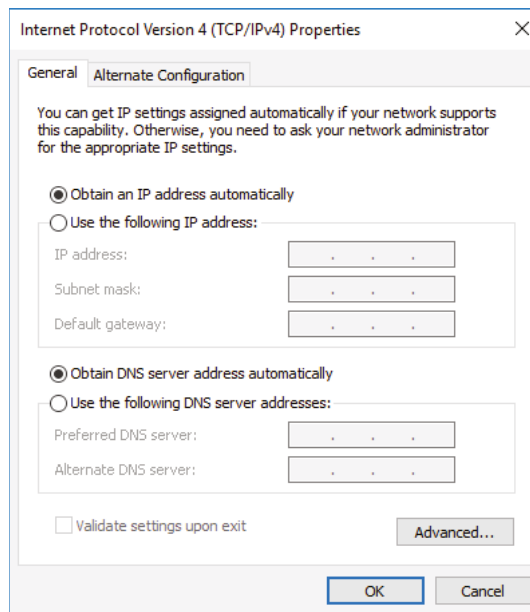 Internet Protocol Version 4 (TCP/IPv4) Properties
General
Alternate Configuration
You can get IP settings assigned automatically if your network supports
this capability. Otherwise, you need to ask your network administrator
for the appropriate IP settings.
Obtain an IP address automatically
Use the following IP address:
IP address:
Subnet mask:
Default gateway:
Obtain DNS server address automatically
Use the following DNS server addresses:
Preferred DNS server:
Alternate DNS server:
Validate settings upon exit
Advanced...
OK
Cancel